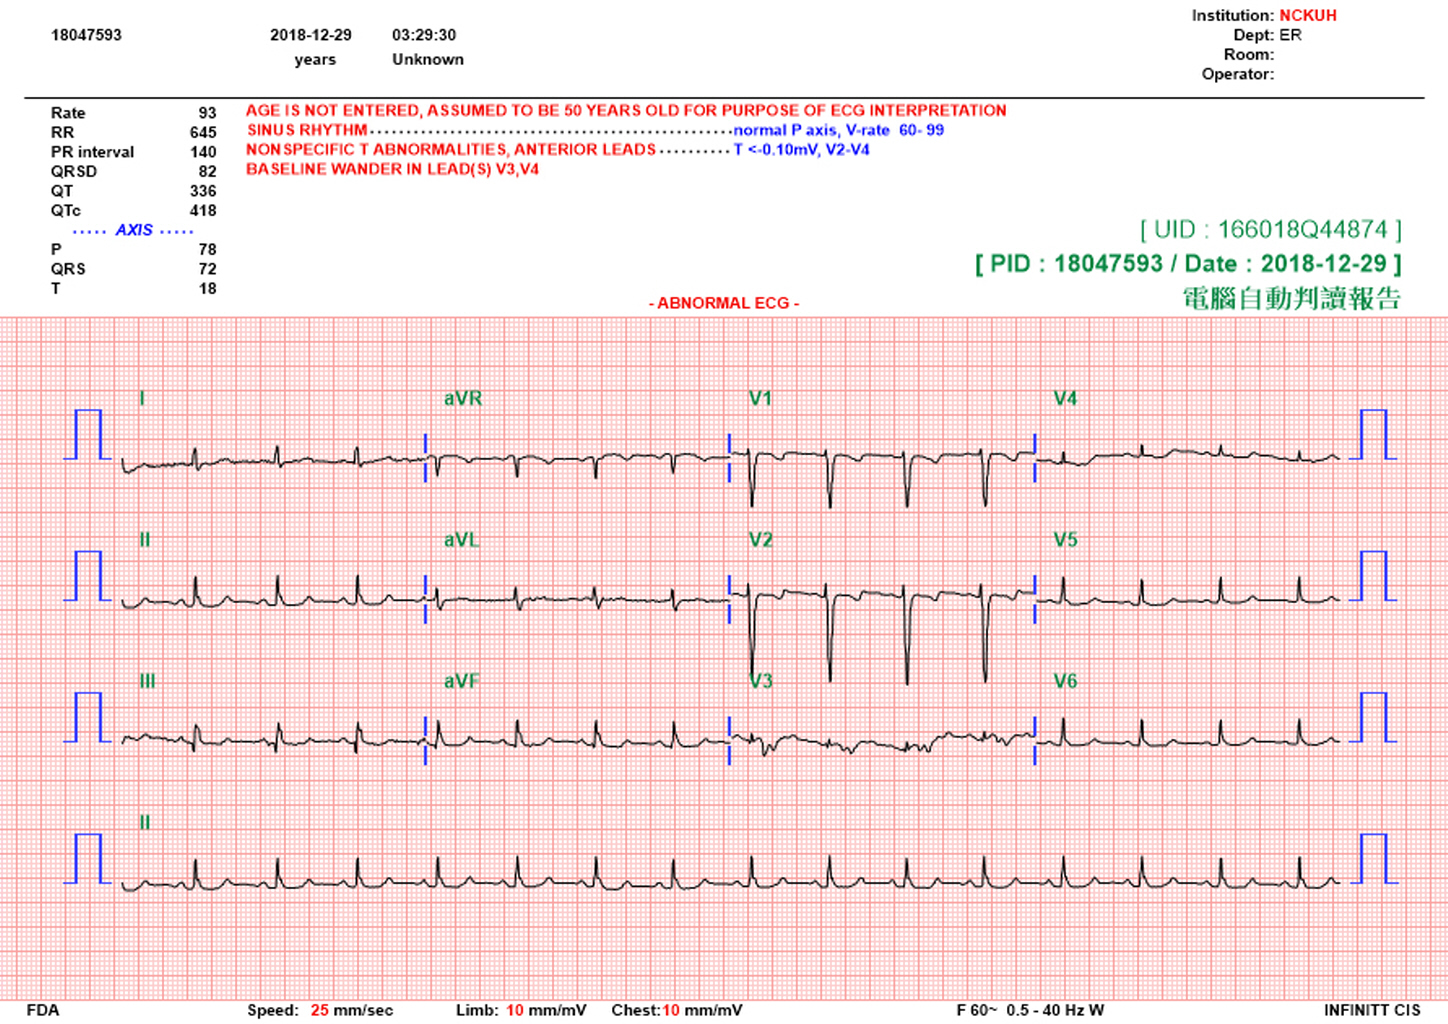 Institution: NCKUH
18047593 2018-12-29 03:29:30 Dept: ER
years Unknown Room:
Operator:
Rate 93 AGE IS NOT ENTERED, ASSUMED TO BE 50 YEARS OLD FOR PURPOSE OF ECG INTERPRETATION
RR 645 SINUS RHYTHM................................................normal P axis, V-rate 60- 99
PR interval 140 NONSPECIFIC T ABNORMALITIES, ANTERIOR LEADS..........T <-0.10mV, V2-V4
QRSD 82 BASELINE WANDER IN LEAD(S) V3,V4
QT 336
QTc 418
..... AXIS .....
P 78
QRS 72
T 18
[ UID : 166018Q44874 ]
[ PID : 18047593 / Date : 2018-12-29 ]
電腦自動判讀報告
- ABNORMAL ECG -
I aVR V1 V4
II aVL V2 V5
III aVF V3 V6
II
FDA Speed: 25 mm/sec Limb: 10 mm/mV Chest:10 mm/mV F 60~ 0.5 - 40 Hz W INFINITT CIS